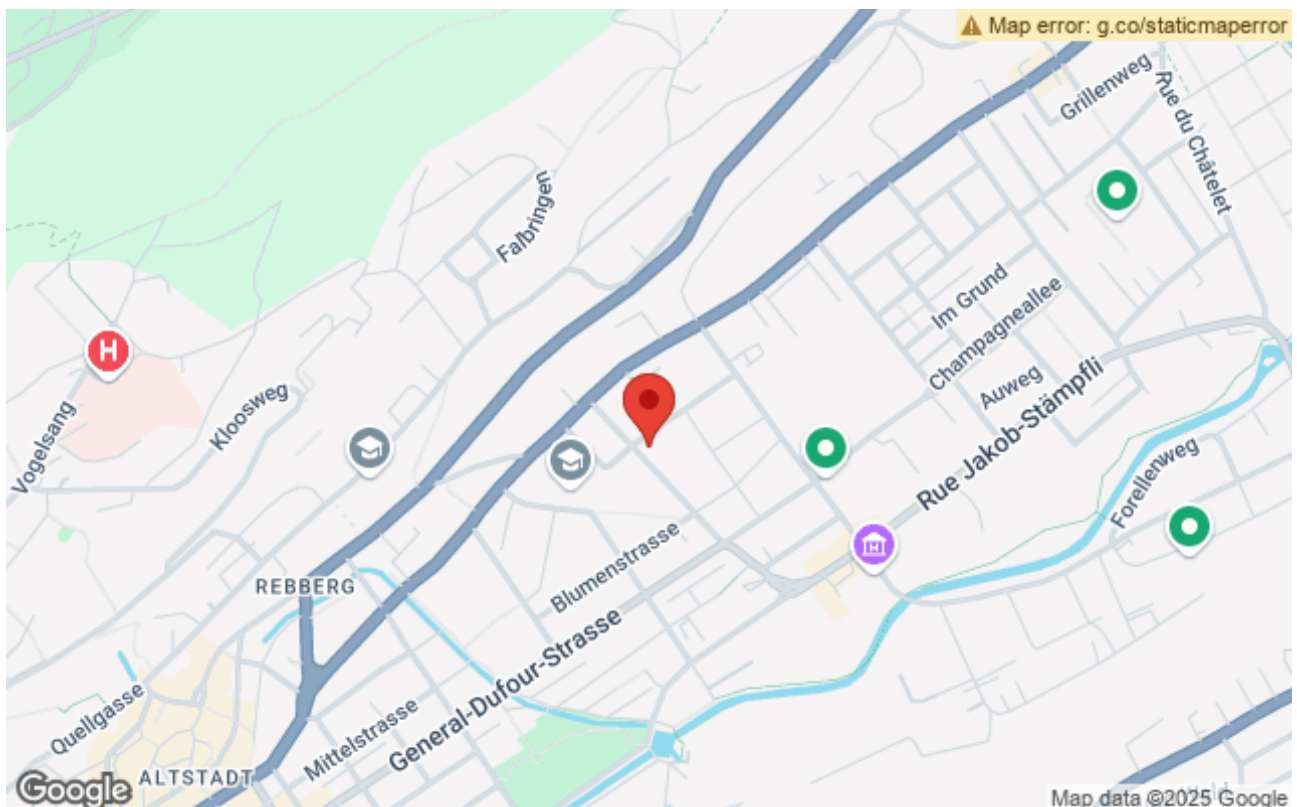 Map error: g.co/staticmaperror
Grillenweg
Rue du Châtelet
Falbringen
Im Grund
Champagneallee
H
Kloosweg
Vogelsang
Auweg
Rue Jakob-Stämpfli
Forellenweg
Blumenstrasse
REBBERG
General-Dufour-Strasse
Quellgasse
Mittelstrasse
ALTSTADT
Google
Map data ©2025 Google